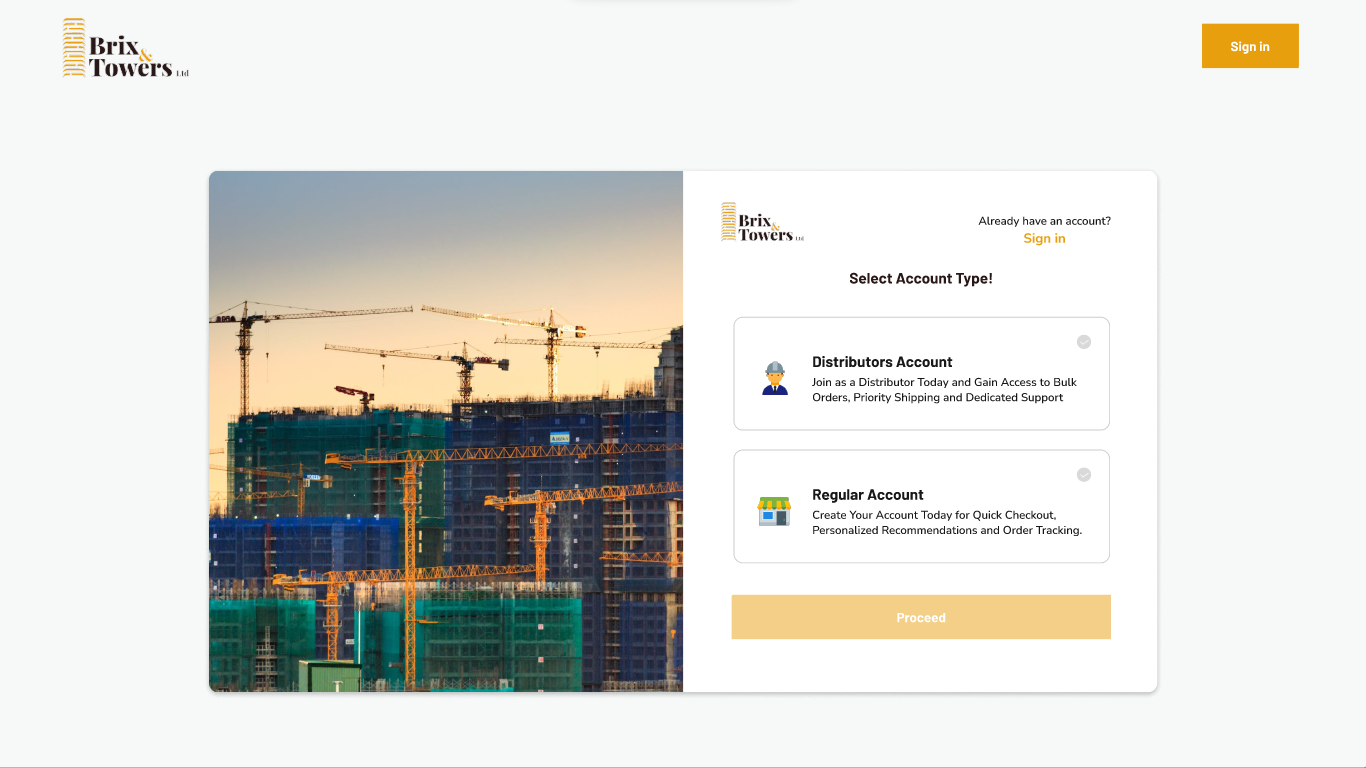 Brix
&
Towers Ltd
Sign in
Brix
&
Towers Ltd
Already have an account?
Sign in
Select Account Type!
Distributors Account
Join as a Distributor Today and Gain Access to Bulk
Orders, Priority Shipping and Dedicated Support
Regular Account
Create Your Account Today for Quick Checkout,
Personalized Recommendations and Order Tracking.
Proceed